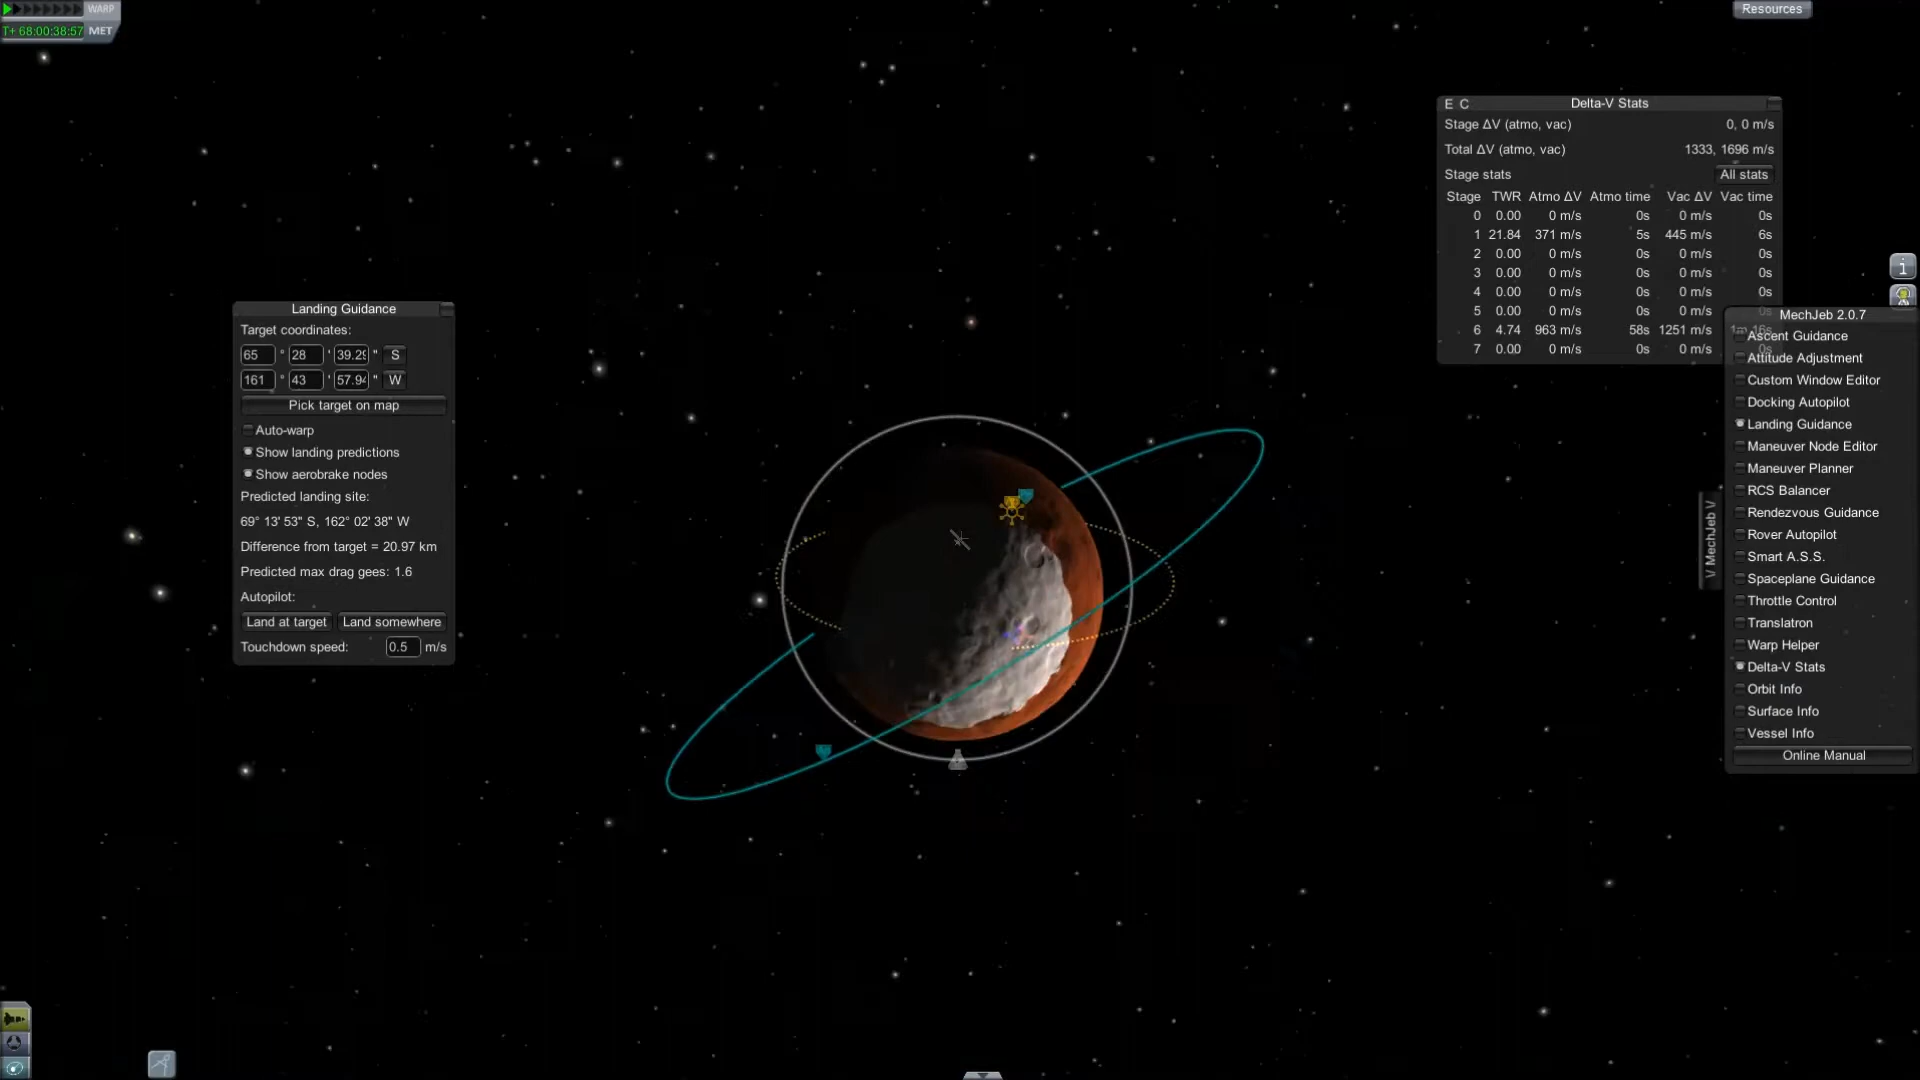 WARP
T+ 68:00:38:57 MET
Resources
E C Delta-V Stats
Stage ΔV (atmo, vac) 0, 0 m/s
Total ΔV (atmo, vac) 1333, 1696 m/s
Stage stats All stats
Stage TWR Atmo ΔV Atmo time Vac ΔV Vac time
0 0.00 0 m/s 0s 0 m/s 0s
1 21.84 371 m/s 5s 445 m/s 6s
2 0.00 0 m/s 0s 0 m/s 0s
3 0.00 0 m/s 0s 0 m/s 0s
4 0.00 0 m/s 0s 0 m/s 0s
5 0.00 0 m/s 0s 0 m/s 0s
6 4.74 963 m/s 58s 1251 m/s 1m 16s
7 0.00 0 m/s 0s 0 m/s 0s
Landing Guidance
Target coordinates:
65 ° 28 ' 39.29 " S
161 ° 43 ' 57.94 " W
Pick target on map
Auto-warp
Show landing predictions
Show aerobrake nodes
Predicted landing site:
69° 13' 53" S, 162° 02' 38" W
Difference from target = 20.97 km
Predicted max drag gees: 1.6
Autopilot:
Land at target Land somewhere
Touchdown speed: 0.5 m/s
V MechJeb V
MechJeb 2.0.7
Ascent Guidance
Attitude Adjustment
Custom Window Editor
Docking Autopilot
Landing Guidance
Maneuver Node Editor
Maneuver Planner
RCS Balancer
Rendezvous Guidance
Rover Autopilot
Smart A.S.S.
Spaceplane Guidance
Throttle Control
Translatron
Warp Helper
Delta-V Stats
Orbit Info
Surface Info
Vessel Info
Online Manual